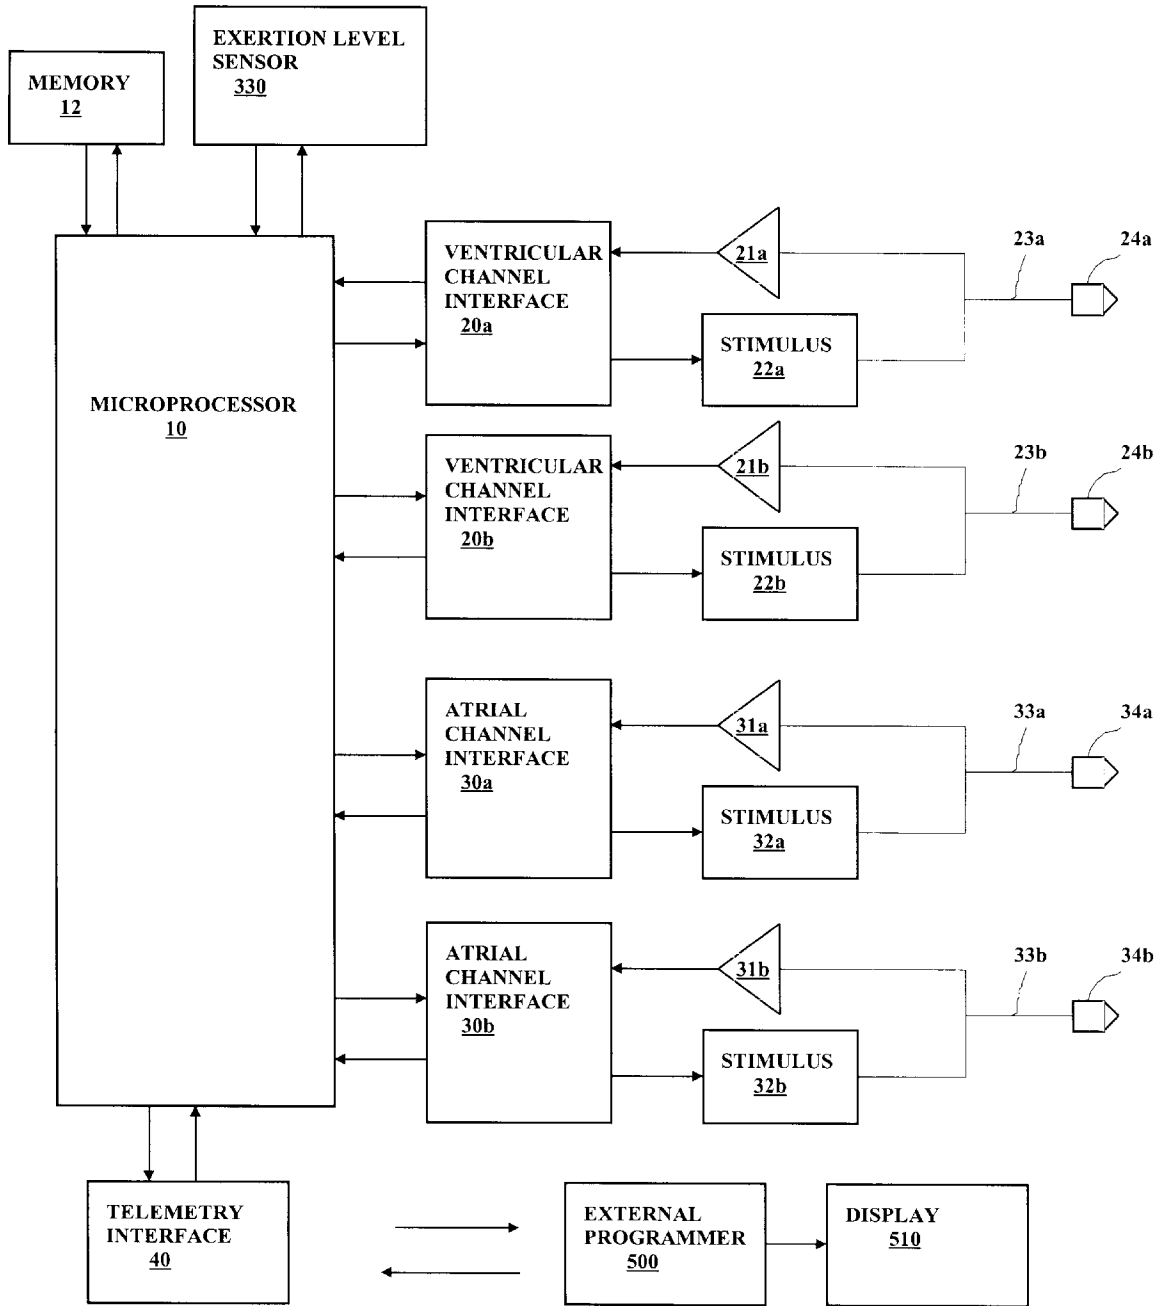 EXERTION LEVEL
SENSOR
330
MEMORY
12
MICROPROCESSOR
10
VENTRICULAR
CHANNEL
INTERFACE
20a
21a
STIMULUS
22a
23a
24a
VENTRICULAR
CHANNEL
INTERFACE
20b
21b
STIMULUS
22b
23b
24b
ATRIAL
CHANNEL
INTERFACE
30a
31a
STIMULUS
32a
33a
34a
ATRIAL
CHANNEL
INTERFACE
30b
31b
STIMULUS
32b
33b
34b
TELEMETRY
INTERFACE
40
EXTERNAL
PROGRAMMER
500
DISPLAY
510